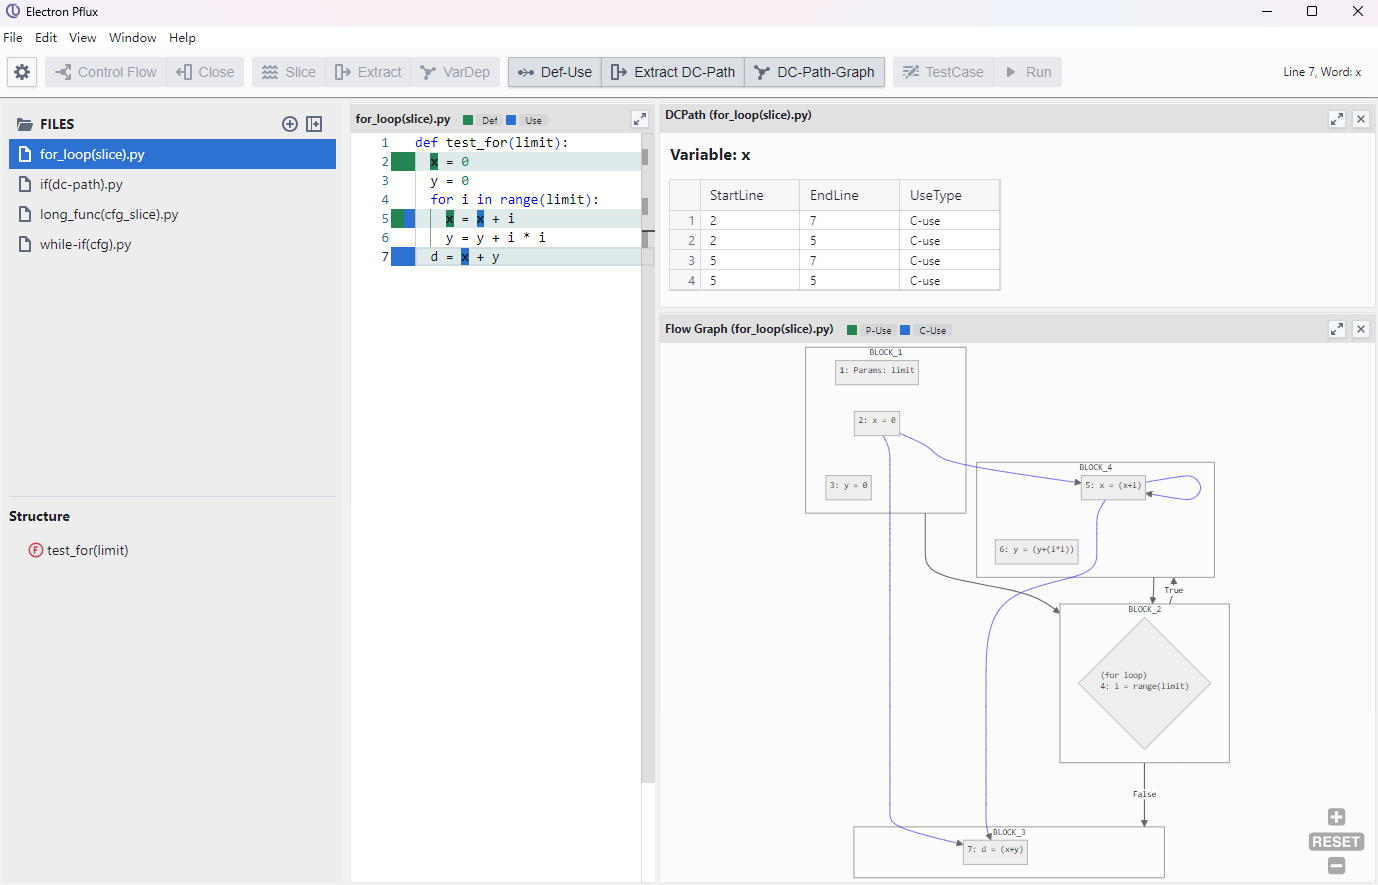 Electron Pflux
File Edit View Window Help
Control Flow Close Slice Extract VarDep Def-Use Extract DC-Path DC-Path-Graph TestCase Run Line 7, Word: x
FILES
for_loop(slice).py
if(dc-path).py
long_func(cfg_slice).py
while-if(cfg).py
Structure
F test_for(limit)
for_loop(slice).py Def Use
1 def test_for(limit):
2 x = 0
3 y = 0
4 for i in range(limit):
5 x = x + i
6 y = y + i * i
7 d = x + y
DCPath (for_loop(slice).py)
Variable: x
StartLine EndLine UseType
1 2 7 C-use
2 2 5 C-use
3 5 7 C-use
4 5 5 C-use
Flow Graph (for_loop(slice).py) P-Use C-Use
BLOCK_1
1: Params: limit
2: x = 0
3: y = 0
BLOCK_4
5: x = (x+i)
6: y = (y+(i*i))
True
BLOCK_2
(for loop)
4: i = range(limit)
False
BLOCK_3
7: d = (x+y)
RESET